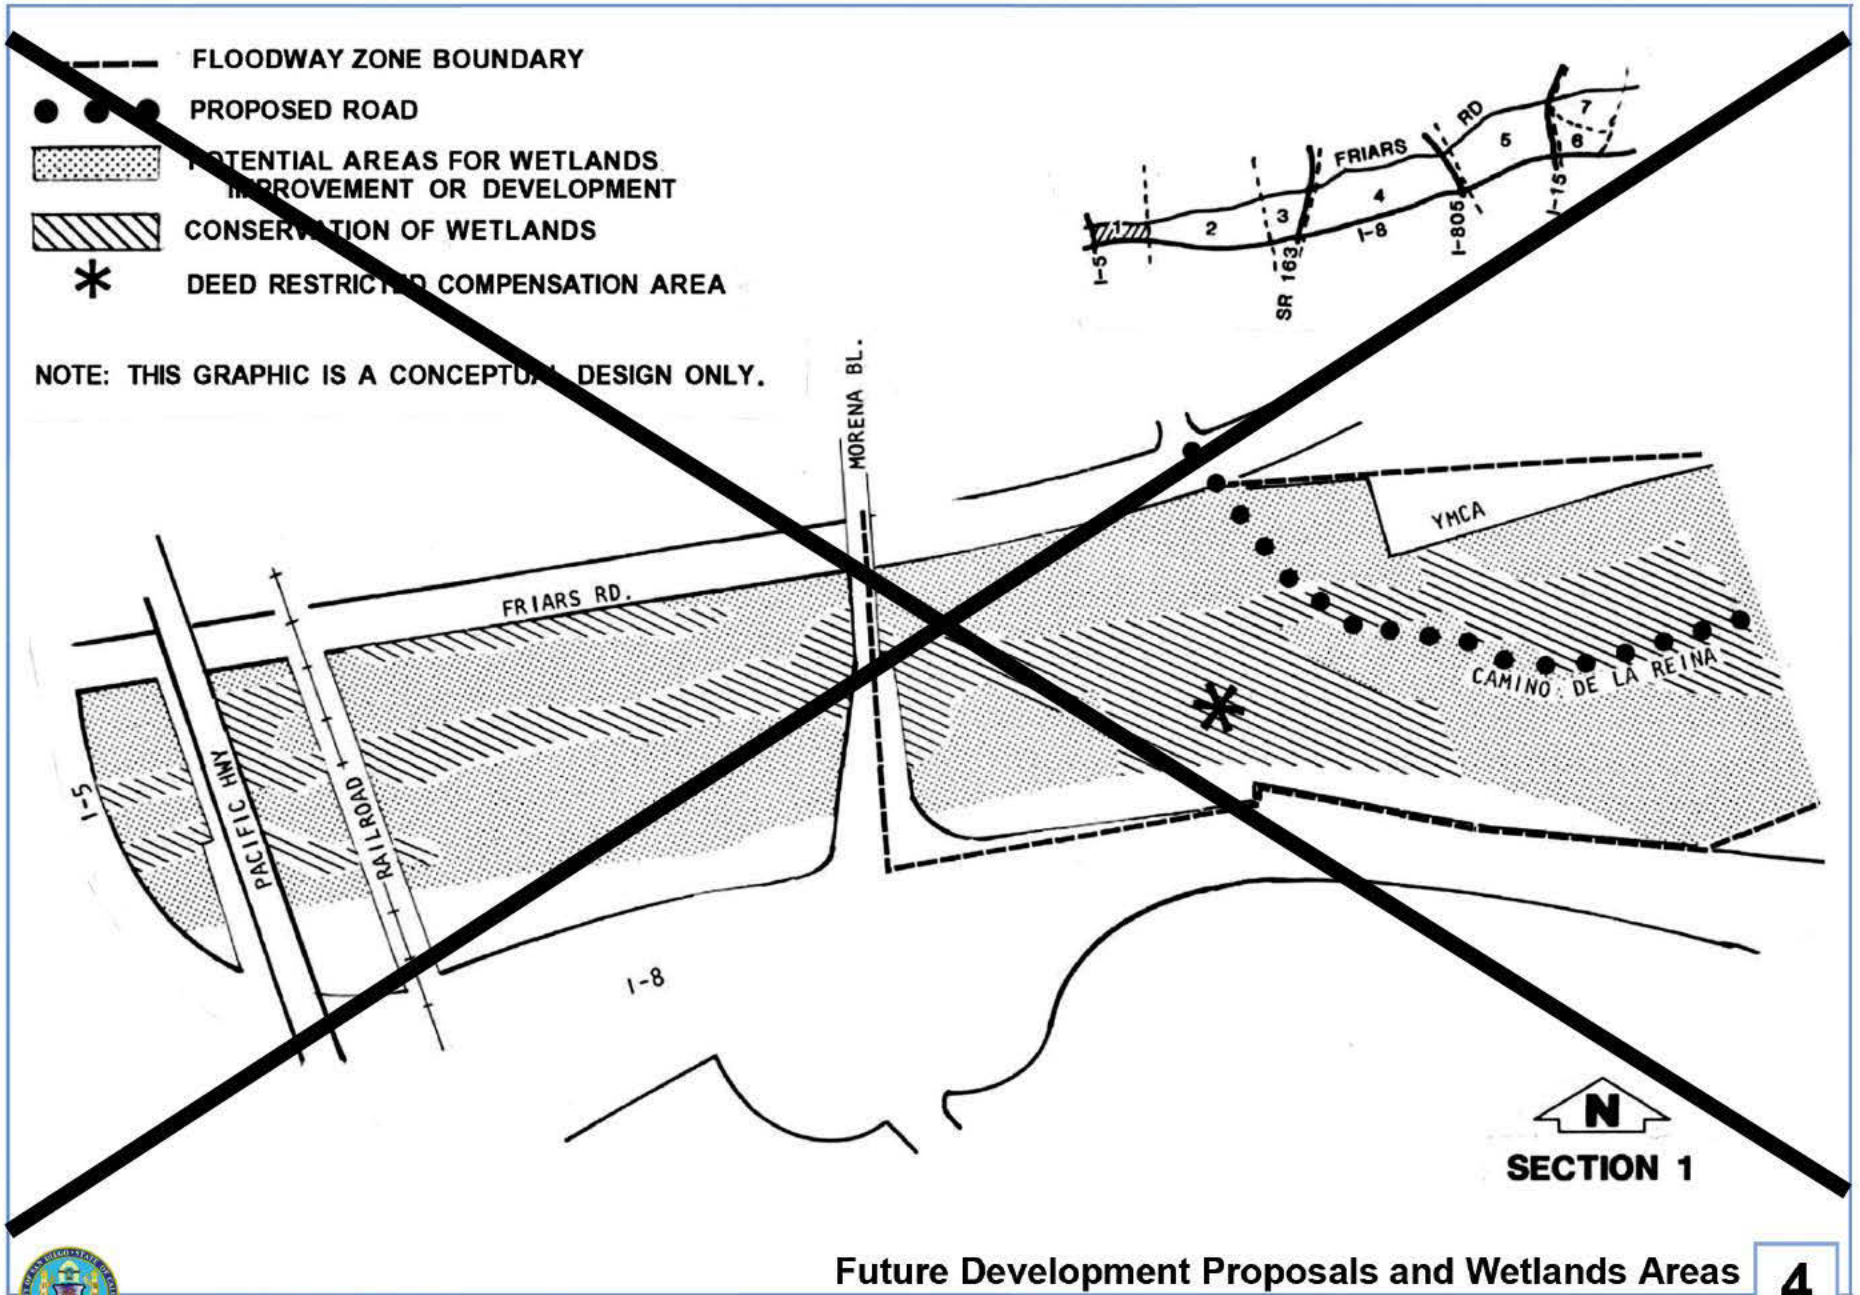 FLOODWAY ZONE BOUNDARY
PROPOSED ROAD
POTENTIAL AREAS FOR WETLANDS
IMPROVEMENT OR DEVELOPMENT
CONSERVATION OF WETLANDS
DEED RESTRICTED COMPENSATION AREA
NOTE: THIS GRAPHIC IS A CONCEPTUAL DESIGN ONLY.
FRIARS RD
1
2
3
4
5
6
7
I-5
SR 163
I-8
I-805
I-15
MORENA BL.
YMCA
FRIARS RD.
CAMINO DE LA REINA
I-5
PACIFIC HWY
RAILROAD
I-8
N
SECTION 1
Future Development Proposals and Wetlands Areas
4